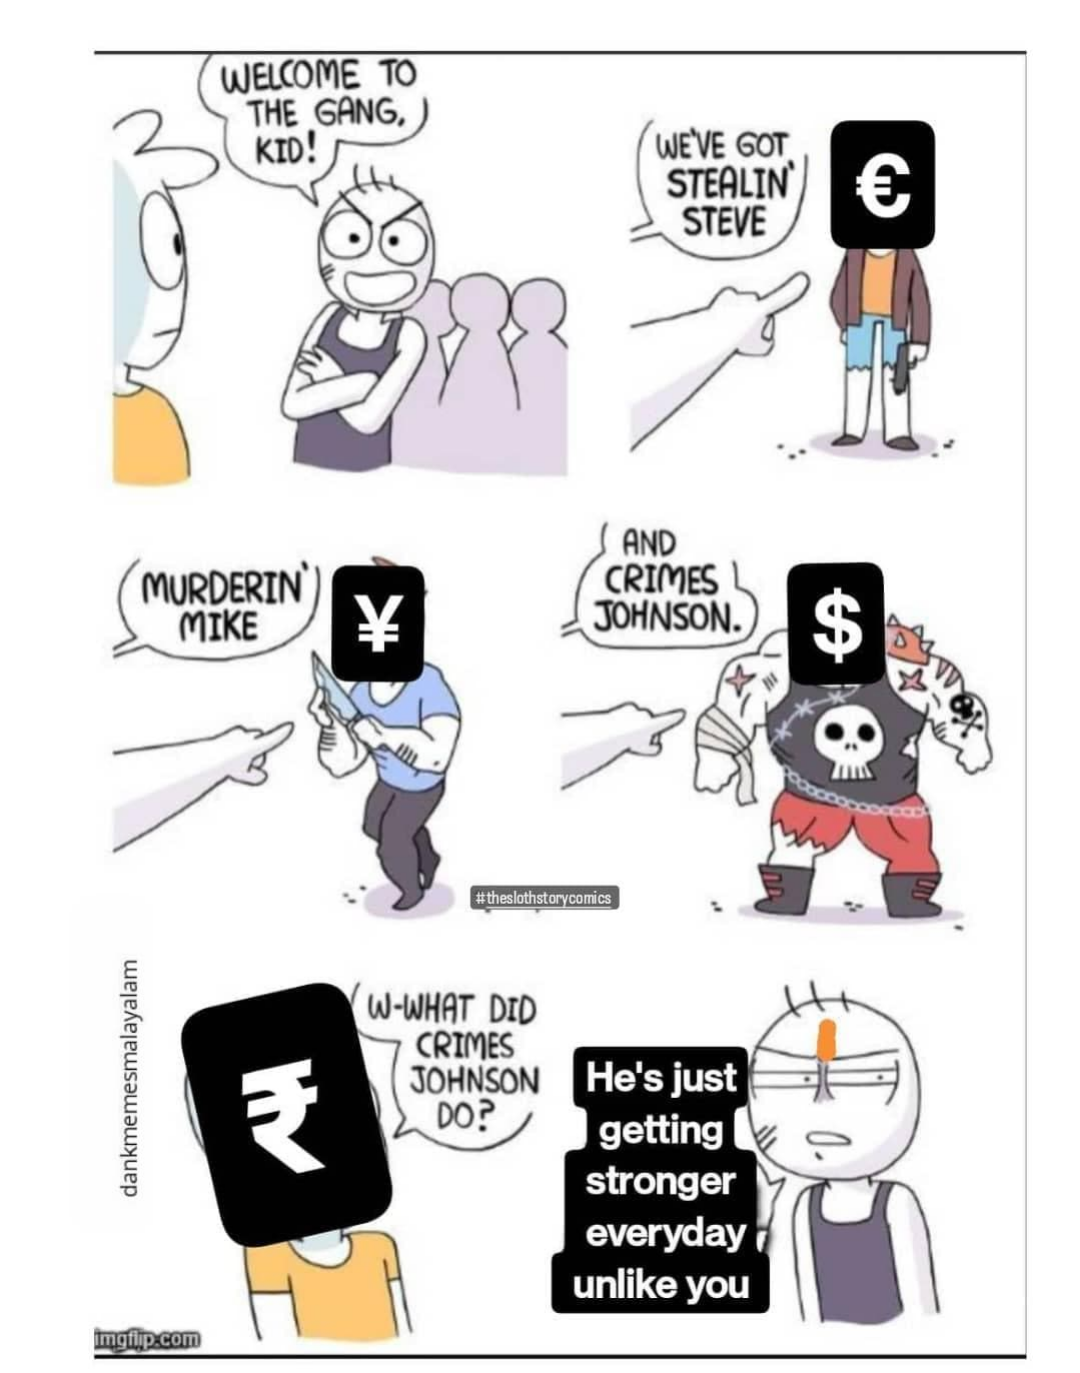 WELCOME TO
THE GANG,
KID!
WE'VE GOT
STEALIN'
STEVE
€
MURDERIN'
MIKE
¥
AND
CRIMES
JOHNSON.
$
#theslothstorycomics
dankmemesmalayalam
₹
W-WHAT DID
CRIMES
JOHNSON
DO?
He's just
getting
stronger
everyday
unlike you
imgflip.com